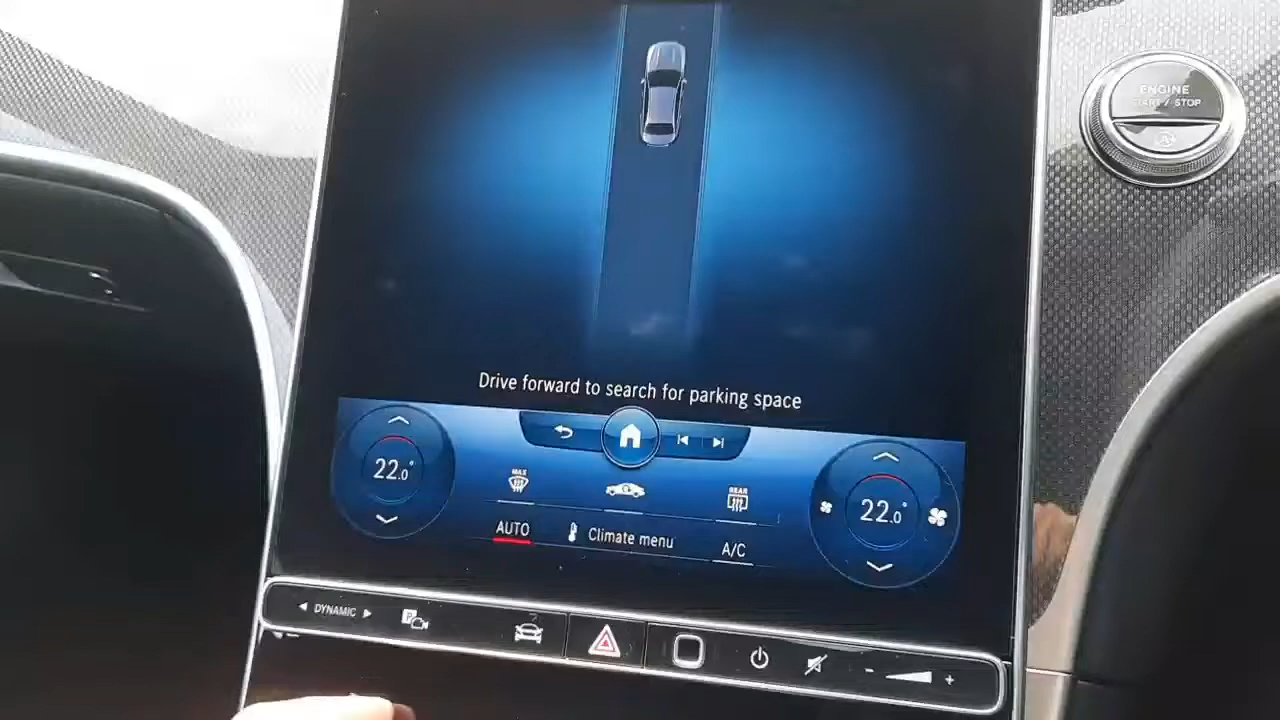 ENGINE
START / STOP
Drive forward to search for parking space
22.0°
MAX
REAR
22.0°
AUTO
Climate menu
A/C
DYNAMIC
P
- +